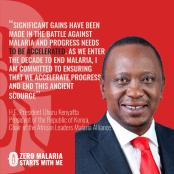 "SIGNIFICANT GAINS HAVE BEEN
MADE IN THE BATTLE AGAINST
MALARIA AND PROGRESS NEEDS
TO BE ACCELERATED. AS WE ENTER
THE DECADE TO END MALARIA, I
AM COMMITTED TO ENSURING
THAT WE ACCELERATE PROGRESS
AND END THIS ANCIENT
SCOURGE"
H.E. President Uhuru Kenyatta
President of the Republic of Kenya,
Chair of the African Leaders Malaria Alliance
ZERO MALARIA
STARTS WITH ME